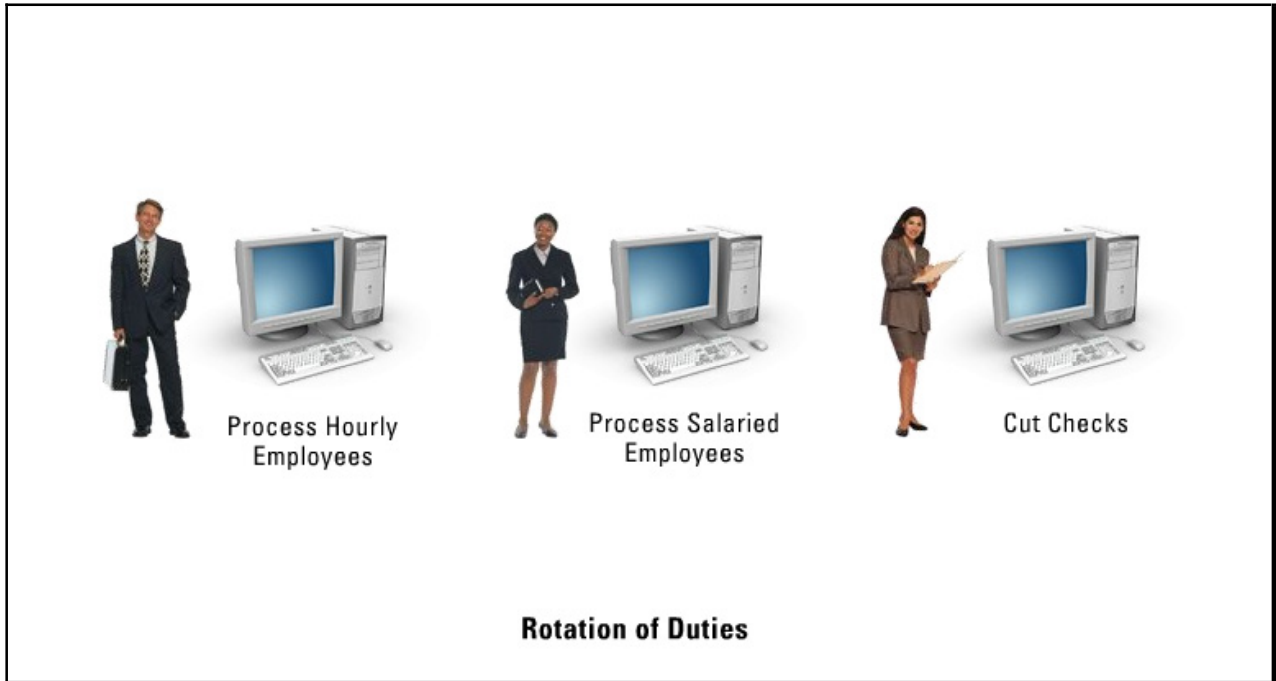 Process Hourly
Employees
Process Salaried
Employees
Cut Checks
Rotation of Duties